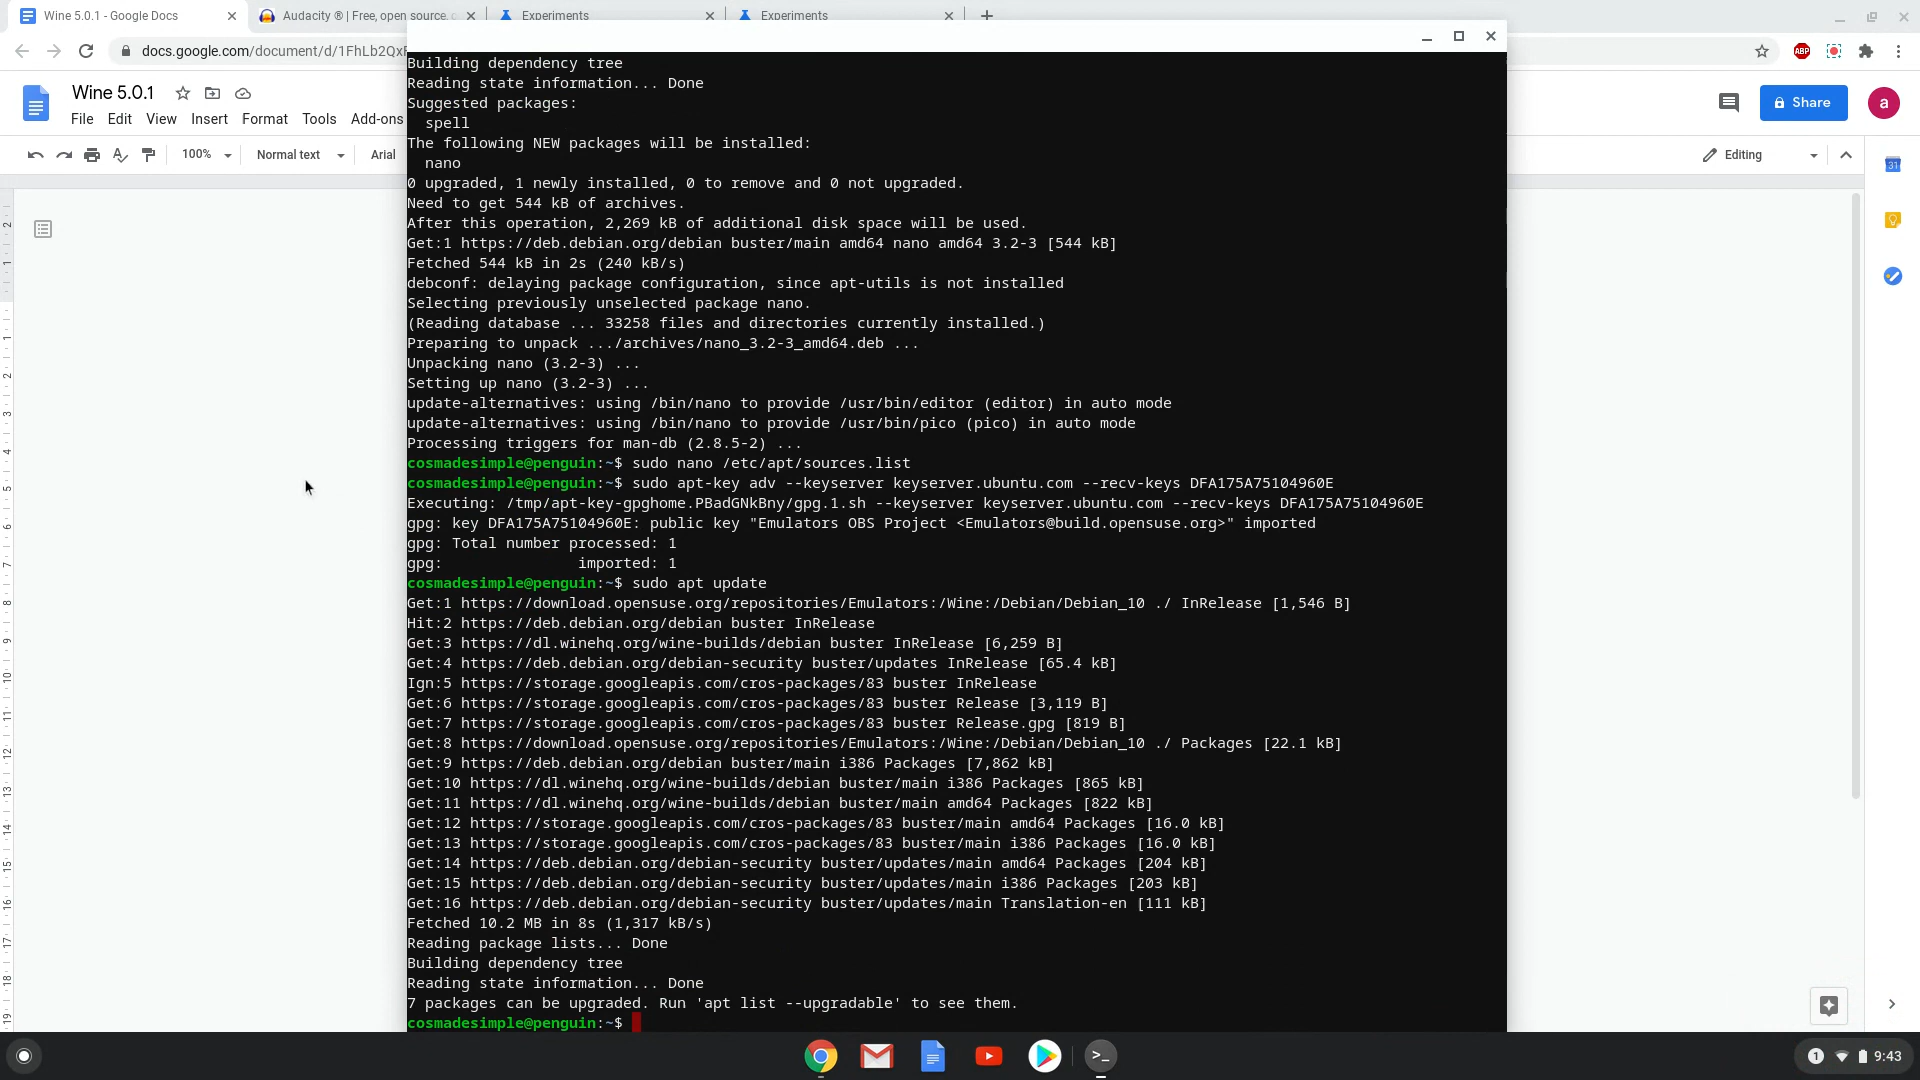 Wine 5.0.1 - Google Docs
Audacity ® | Free, open source, c
Experiments
Experiments
docs.google.com/document/d/1FhLb2Qx
ABP
Wine 5.0.1
File Edit View Insert Format Tools Add-ons
Share
a
100% Normal text Arial
Editing
31
Building dependency tree
Reading state information... Done
Suggested packages:
spell
The following NEW packages will be installed:
nano
0 upgraded, 1 newly installed, 0 to remove and 0 not upgraded.
Need to get 544 kB of archives.
After this operation, 2,269 kB of additional disk space will be used.
Get:1 https://deb.debian.org/debian buster/main amd64 nano amd64 3.2-3 [544 kB]
Fetched 544 kB in 2s (240 kB/s)
debconf: delaying package configuration, since apt-utils is not installed
Selecting previously unselected package nano.
(Reading database ... 33258 files and directories currently installed.)
Preparing to unpack .../archives/nano_3.2-3_amd64.deb ...
Unpacking nano (3.2-3) ...
Setting up nano (3.2-3) ...
update-alternatives: using /bin/nano to provide /usr/bin/editor (editor) in auto mode
update-alternatives: using /bin/nano to provide /usr/bin/pico (pico) in auto mode
Processing triggers for man-db (2.8.5-2) ...
cosmadesimple@penguin:~$ sudo nano /etc/apt/sources.list
cosmadesimple@penguin:~$ sudo apt-key adv --keyserver keyserver.ubuntu.com --recv-keys DFA175A75104960E
Executing: /tmp/apt-key-gpghome.PBadGNkBny/gpg.1.sh --keyserver keyserver.ubuntu.com --recv-keys DFA175A75104960E
gpg: key DFA175A75104960E: public key "Emulators OBS Project <Emulators@build.opensuse.org>" imported
gpg: Total number processed: 1
gpg: imported: 1
cosmadesimple@penguin:~$ sudo apt update
Get:1 https://download.opensuse.org/repositories/Emulators:/Wine:/Debian/Debian_10 ./ InRelease [1,546 B]
Hit:2 https://deb.debian.org/debian buster InRelease
Get:3 https://dl.winehq.org/wine-builds/debian buster InRelease [6,259 B]
Get:4 https://deb.debian.org/debian-security buster/updates InRelease [65.4 kB]
Ign:5 https://storage.googleapis.com/cros-packages/83 buster InRelease
Get:6 https://storage.googleapis.com/cros-packages/83 buster Release [3,119 B]
Get:7 https://storage.googleapis.com/cros-packages/83 buster Release.gpg [819 B]
Get:8 https://download.opensuse.org/repositories/Emulators:/Wine:/Debian/Debian_10 ./ Packages [22.1 kB]
Get:9 https://deb.debian.org/debian buster/main i386 Packages [7,862 kB]
Get:10 https://dl.winehq.org/wine-builds/debian buster/main i386 Packages [865 kB]
Get:11 https://dl.winehq.org/wine-builds/debian buster/main amd64 Packages [822 kB]
Get:12 https://storage.googleapis.com/cros-packages/83 buster/main amd64 Packages [16.0 kB]
Get:13 https://storage.googleapis.com/cros-packages/83 buster/main i386 Packages [16.0 kB]
Get:14 https://deb.debian.org/debian-security buster/updates/main amd64 Packages [204 kB]
Get:15 https://deb.debian.org/debian-security buster/updates/main i386 Packages [203 kB]
Get:16 https://deb.debian.org/debian-security buster/updates/main Translation-en [111 kB]
Fetched 10.2 MB in 8s (1,317 kB/s)
Reading package lists... Done
Building dependency tree
Reading state information... Done
7 packages can be upgraded. Run 'apt list --upgradable' to see them.
cosmadesimple@penguin:~$
2
1
1
2
3
4
5
6
7
8
9
10
11
12
13
14
15
16
17
18
19
>_
1
9:43